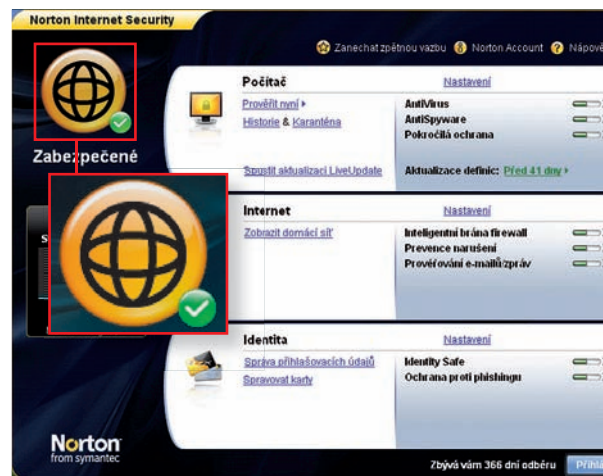 Norton Internet Security
Zanechat zpětnou vazbu Norton Account
Počítač Nastavení
Prověřit nyní
Historie & Karanténa
AntiVirus
AntiSpyware
Pokročilá ochrana
Zabezpečené
Spustit aktualizaci LiveUpdate Aktualizace definic: Před 41 dny
Internet Nastavení
Zobrazit domácí síť
Inteligentní brána firewall
Prevence narušení
Prověřování e-mailů/zpráv
Identita Nastavení
Správa přihlašovacích údajů
Spravovat karty
Identity Safe
Ochrana proti phishingu
Norton
from symantec
Zbývá vám 366 dní odběru